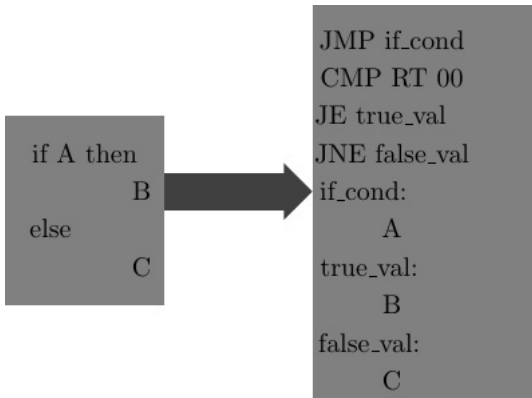 if A then
B
else
C
JMP if_cond
CMP RT 00
JE true_val
JNE false_val
if_cond:
A
true_val:
B
false_val:
C